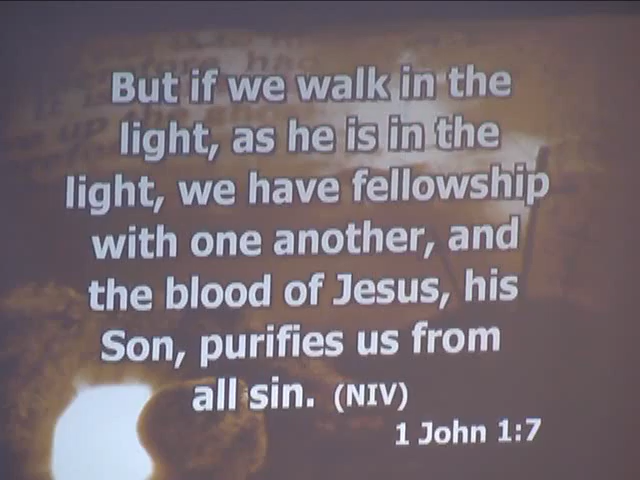 But if we walk in the
light, as he is in the
light, we have fellowship
with one another, and
the blood of Jesus, his
Son, purifies us from
all sin. (NIV)
1 John 1:7